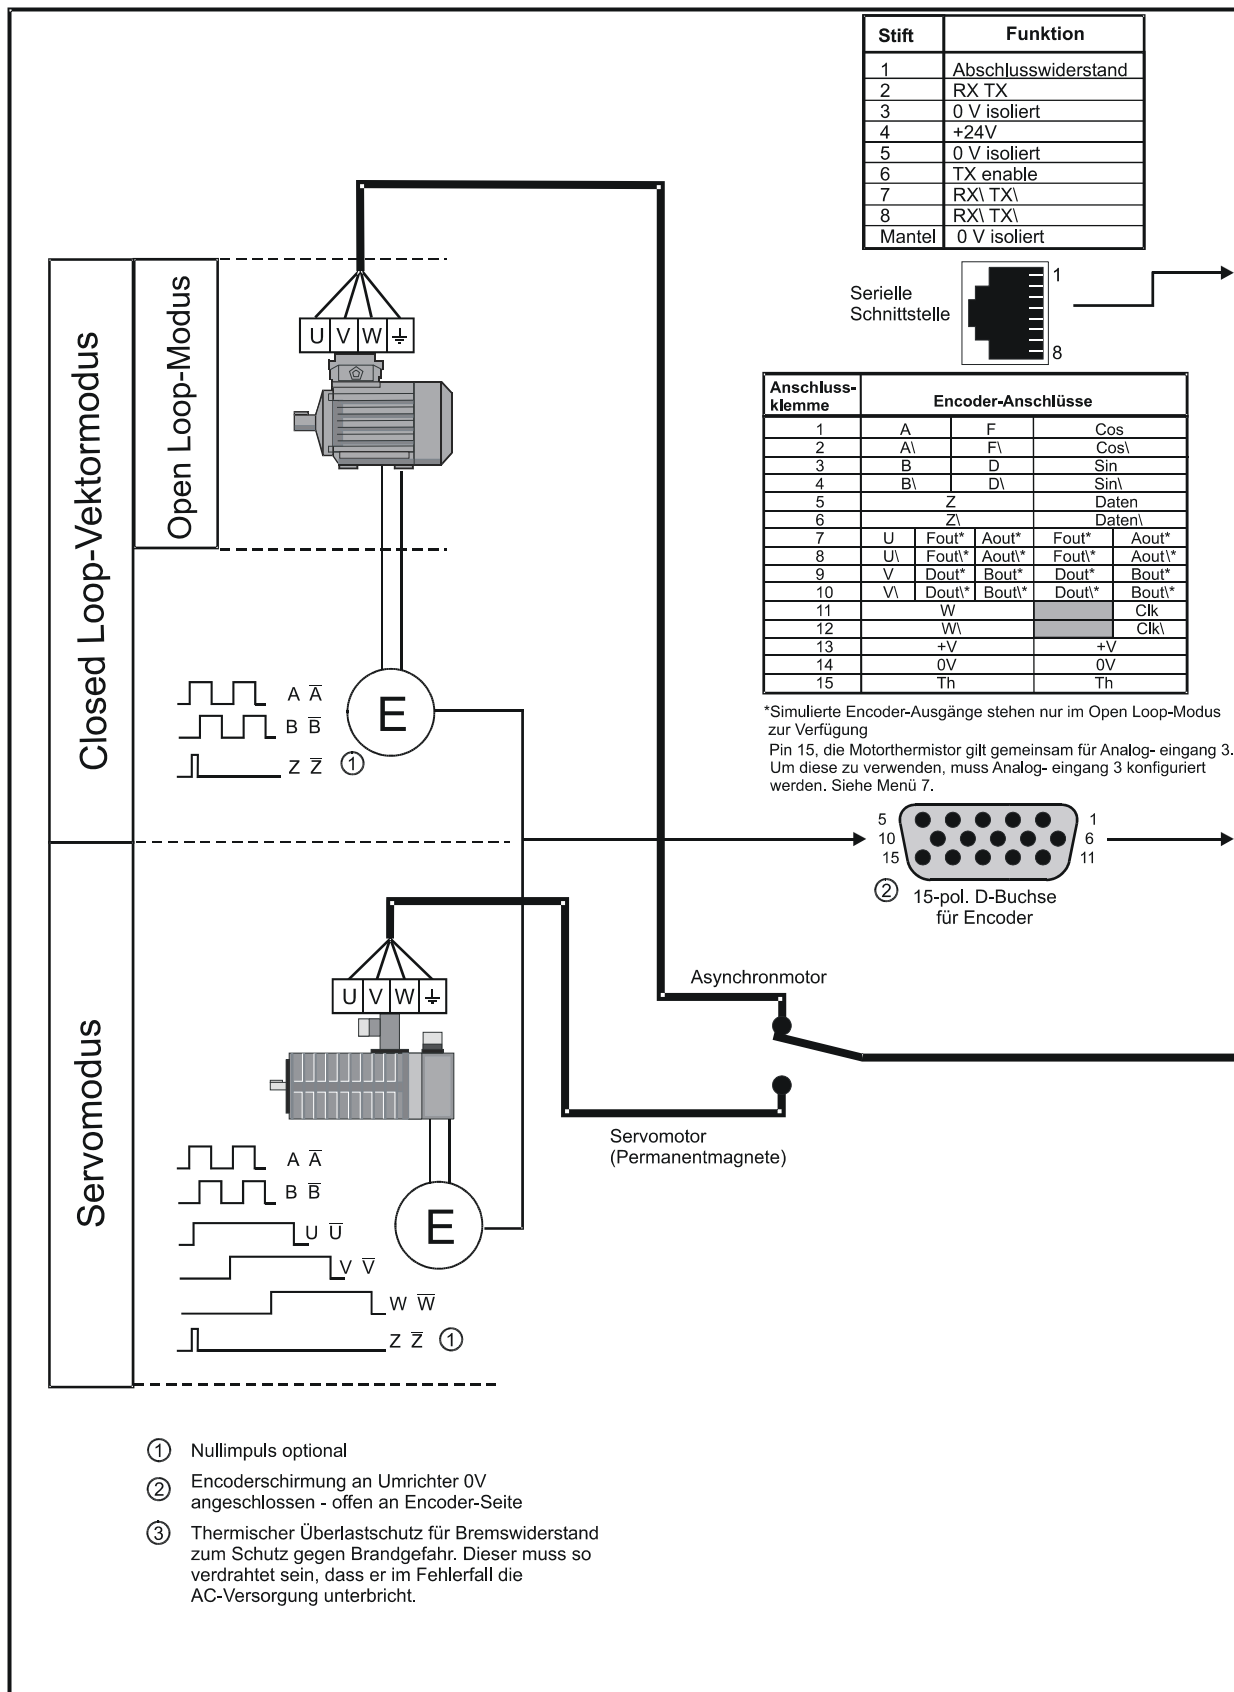 Stift Funktion
1 Abschlusswiderstand
2 RX TX
3 0 V isoliert
4 +24V
5 0 V isoliert
6 TX enable
7 RX\ TX\
8 RX\ TX\
Mantel 0 V isoliert
Serielle
Schnittstelle
1
8
Closed Loop-Vektormodus
Open Loop-Modus
U V W
Anschluss-
klemme Encoder-Anschlüsse
1 A F Cos
2 A\ F\ Cos\
3 B D Sin
4 B\ D\ Sin\
5 Z Daten
6 Z\ Daten\
7 U Fout* Aout* Fout* Aout*
8 U\ Fout\* Aout\* Fout\* Aout\*
9 V Dout* Bout* Dout* Bout*
10 V\ Dout\* Bout\* Dout\* Bout\*
11 W Clk
12 W\ Clk\
13 +V +V
14 0V 0V
15 Th Th
*Simulierte Encoder-Ausgänge stehen nur im Open Loop-Modus
zur Verfügung
Pin 15, die Motorthermistor gilt gemeinsam für Analog- eingang 3.
Um diese zu verwenden, muss Analog- eingang 3 konfiguriert
werden. Siehe Menü 7.
A A̅
B B̅
Z Z̅ ①
E
5 1
10 6
15 11
② 15-pol. D-Buchse
für Encoder
Servomodus
U V W
Asynchronmotor
Servomotor
(Permanentmagnete)
A A̅
B B̅
U U̅
V V̅
W W̅
Z Z̅ ①
E
① Nullimpuls optional
② Encoderschirmung an Umrichter 0V
angeschlossen - offen an Encoder-Seite
③ Thermischer Überlastschutz für Bremswiderstand
zum Schutz gegen Brandgefahr. Dieser muss so
verdrahtet sein, dass er im Fehlerfall die
AC-Versorgung unterbricht.